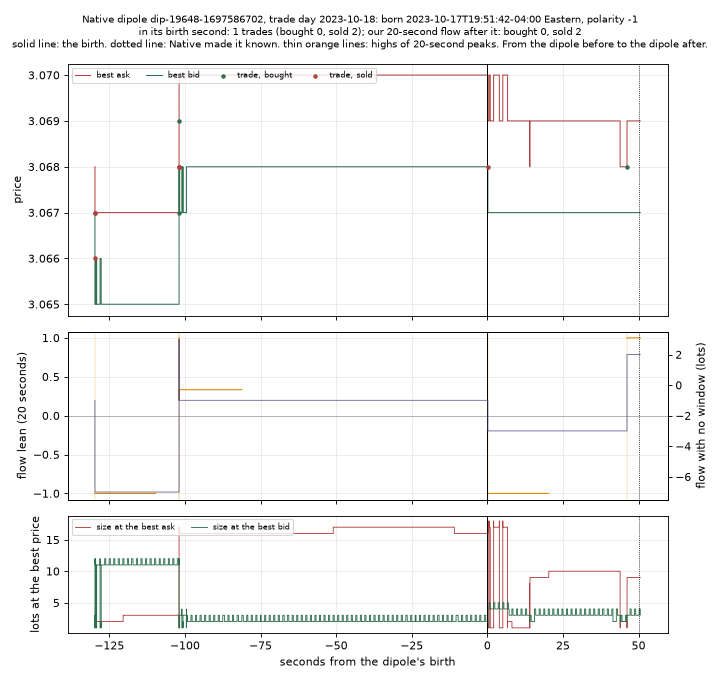 Native dipole dip-19648-1697586702, trade day 2023-10-18: born 2023-10-17T19:51:42-04:00 Eastern, polarity -1
in its birth second: 1 trades (bought 0, sold 2); our 20-second flow after it: bought 0, sold 2
solid line: the birth. dotted line: Native made it known. thin orange lines: highs of 20-second peaks. From the dipole before to the dipole after.
best ask best bid trade, bought trade, sold
3.070
3.069
3.068
3.067
3.066
3.065
price
1.0
0.5
0.0
−0.5
−1.0
flow lean (20 seconds)
2
0
−2
−4
−6
flow with no window (lots)
size at the best ask size at the best bid
15
10
5
lots at the best price
−125 −100 −75 −50 −25 0 25 50
seconds from the dipole's birth